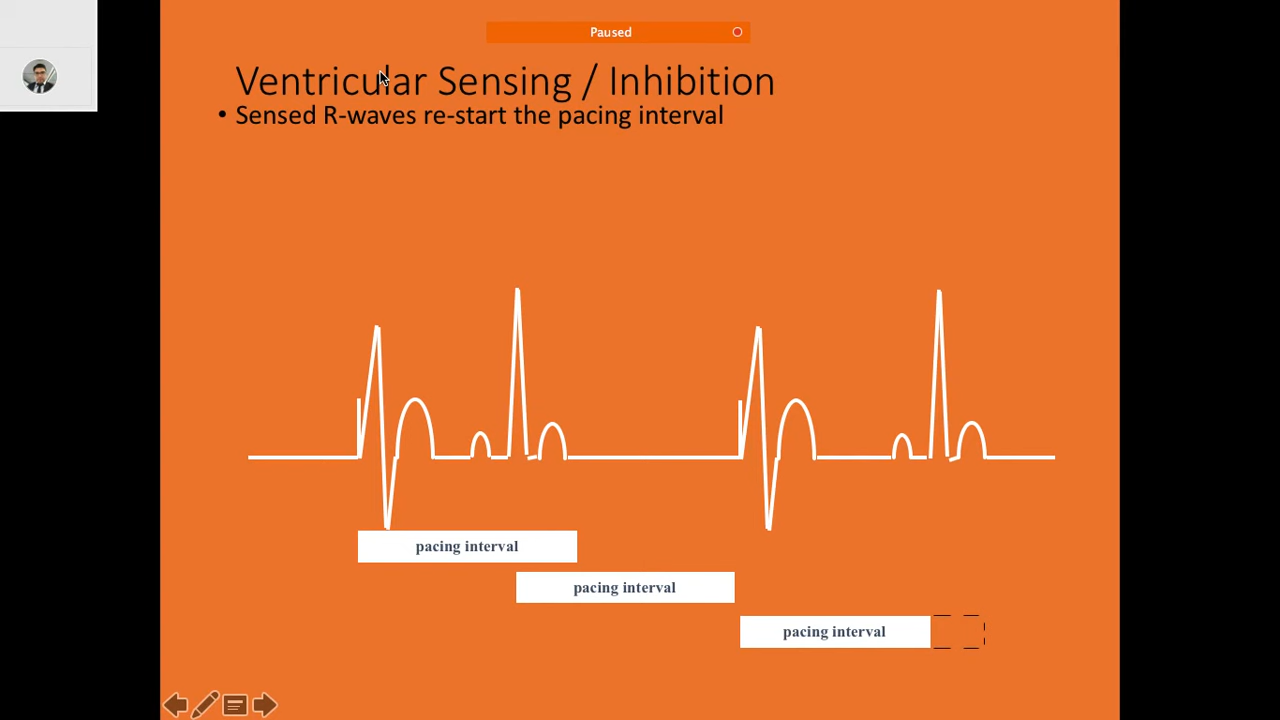 Paused
Ventricular Sensing / Inhibition
• Sensed R-waves re-start the pacing interval
pacing interval
pacing interval
pacing interval